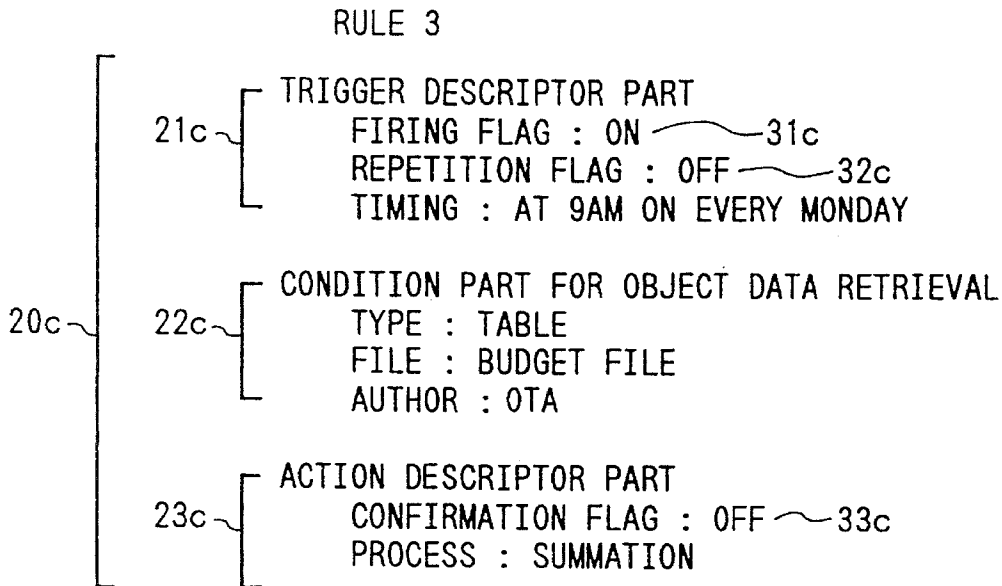 RULE 3
TRIGGER DESCRIPTOR PART
21c
FIRING FLAG : ON 31c
REPETITION FLAG : OFF 32c
TIMING : AT 9AM ON EVERY MONDAY
CONDITION PART FOR OBJECT DATA RETRIEVAL
20c 22c TYPE : TABLE
FILE : BUDGET FILE
AUTHOR : OTA
ACTION DESCRIPTOR PART
23c CONFIRMATION FLAG : OFF 33c
PROCESS : SUMMATION